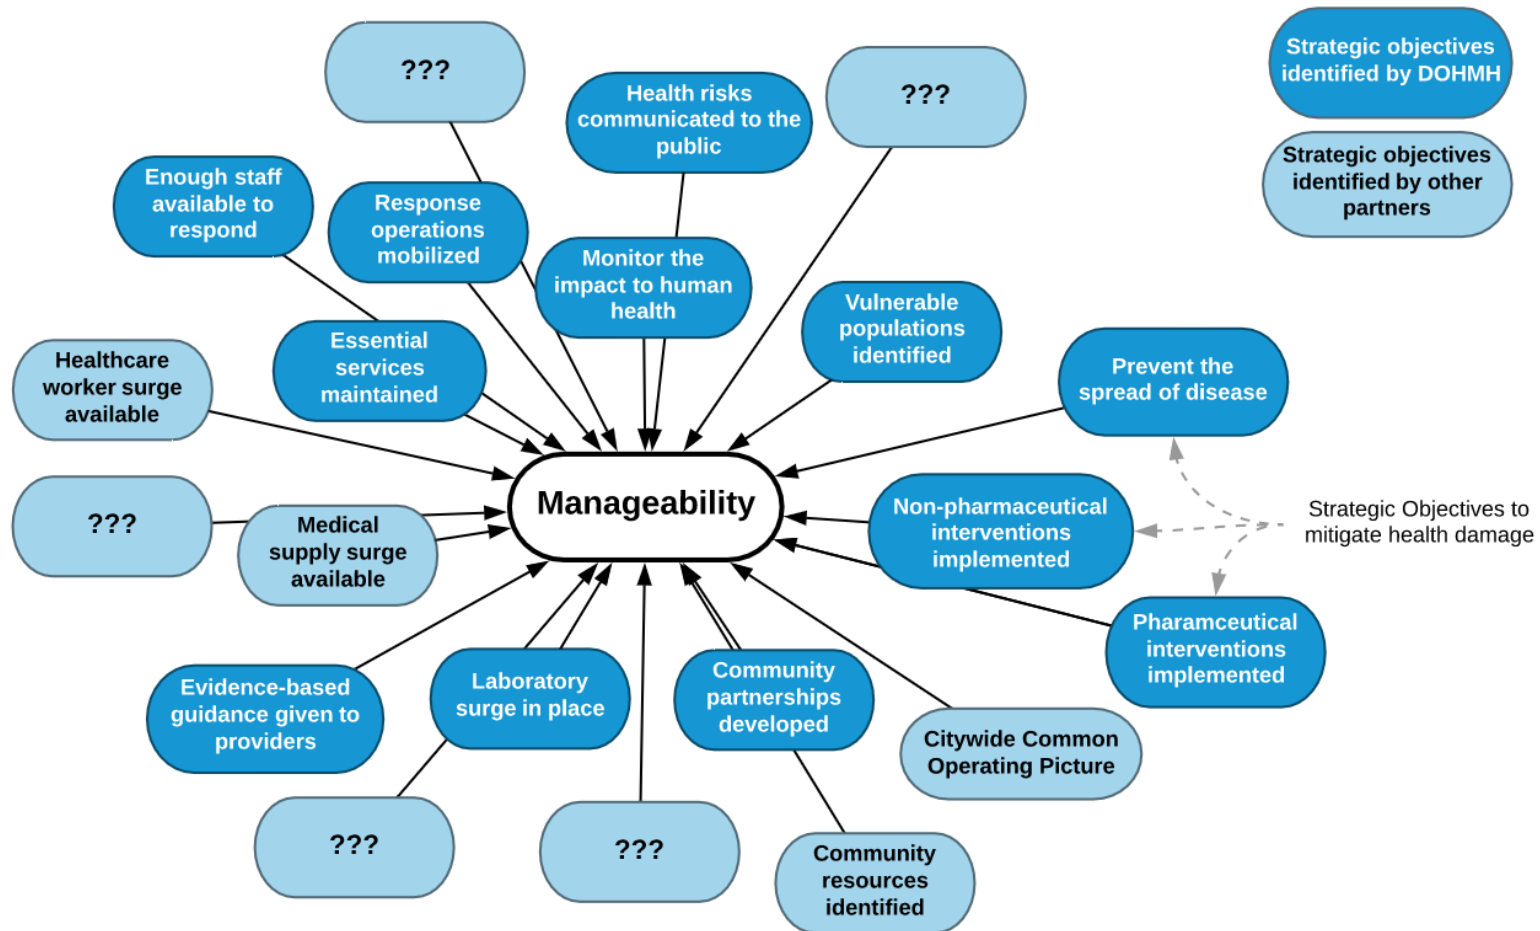 ???
Health risks
communicated to the
public
???
Strategic objectives
identified by DOHMH
Strategic objectives
identified by other
partners
Enough staff
available to
respond
Response
operations
mobilized
Monitor the
impact to human
health
Vulnerable
populations
identified
Essential
services
maintained
Healthcare
worker surge
available
Prevent the
spread of disease
???
Medical
supply surge
available
Manageability
Non-pharmaceutical
interventions
implemented
Strategic Objectives to
mitigate health damage
Pharamceutical
interventions
implemented
Evidence-based
guidance given to
providers
Laboratory
surge in place
Community
partnerships
developed
Citywide Common
Operating Picture
???
???
Community
resources
identified